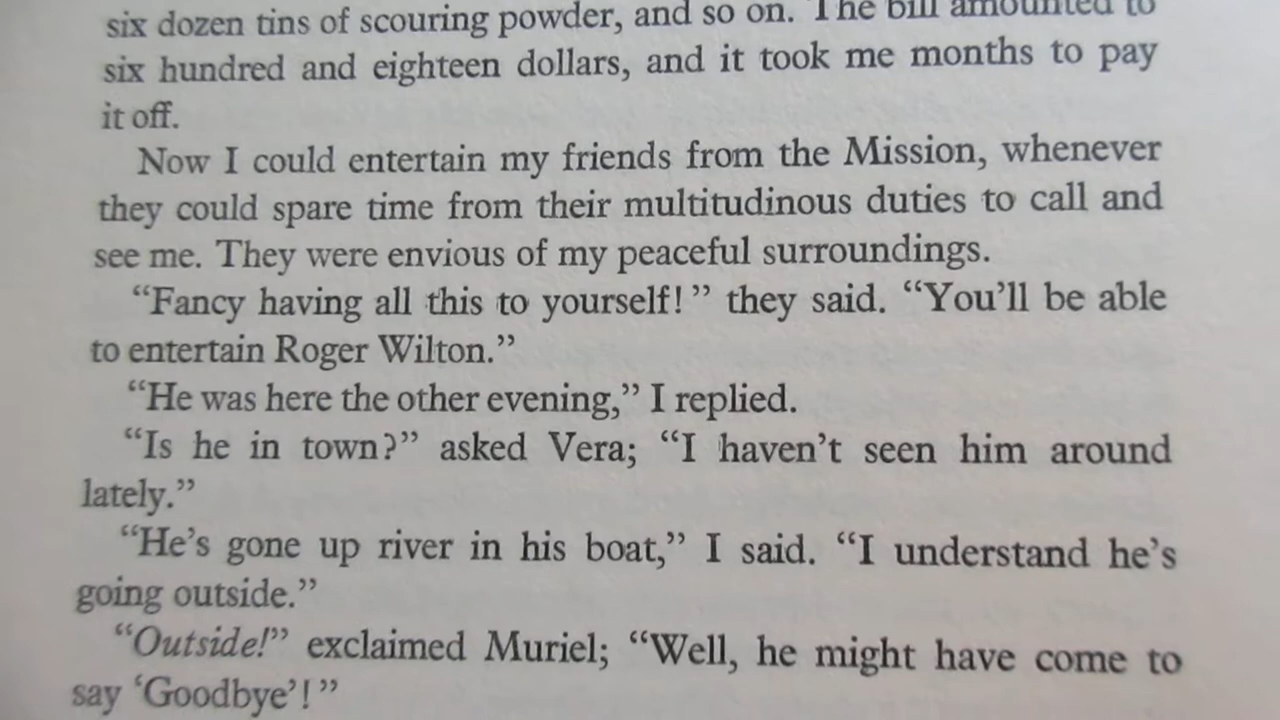 six dozen tins of scouring powder, and so on. The bill amounted to
six hundred and eighteen dollars, and it took me months to pay
it off.
Now I could entertain my friends from the Mission, whenever
they could spare time from their multitudinous duties to call and
see me. They were envious of my peaceful surroundings.
“Fancy having all this to yourself!” they said. “You’ll be able
to entertain Roger Wilton.”
“He was here the other evening,” I replied.
“Is he in town?” asked Vera; “I haven’t seen him around
lately.”
“He’s gone up river in his boat,” I said. “I understand he’s
going outside.”
“Outside!” exclaimed Muriel; “Well, he might have come to
say ‘Goodbye’!”